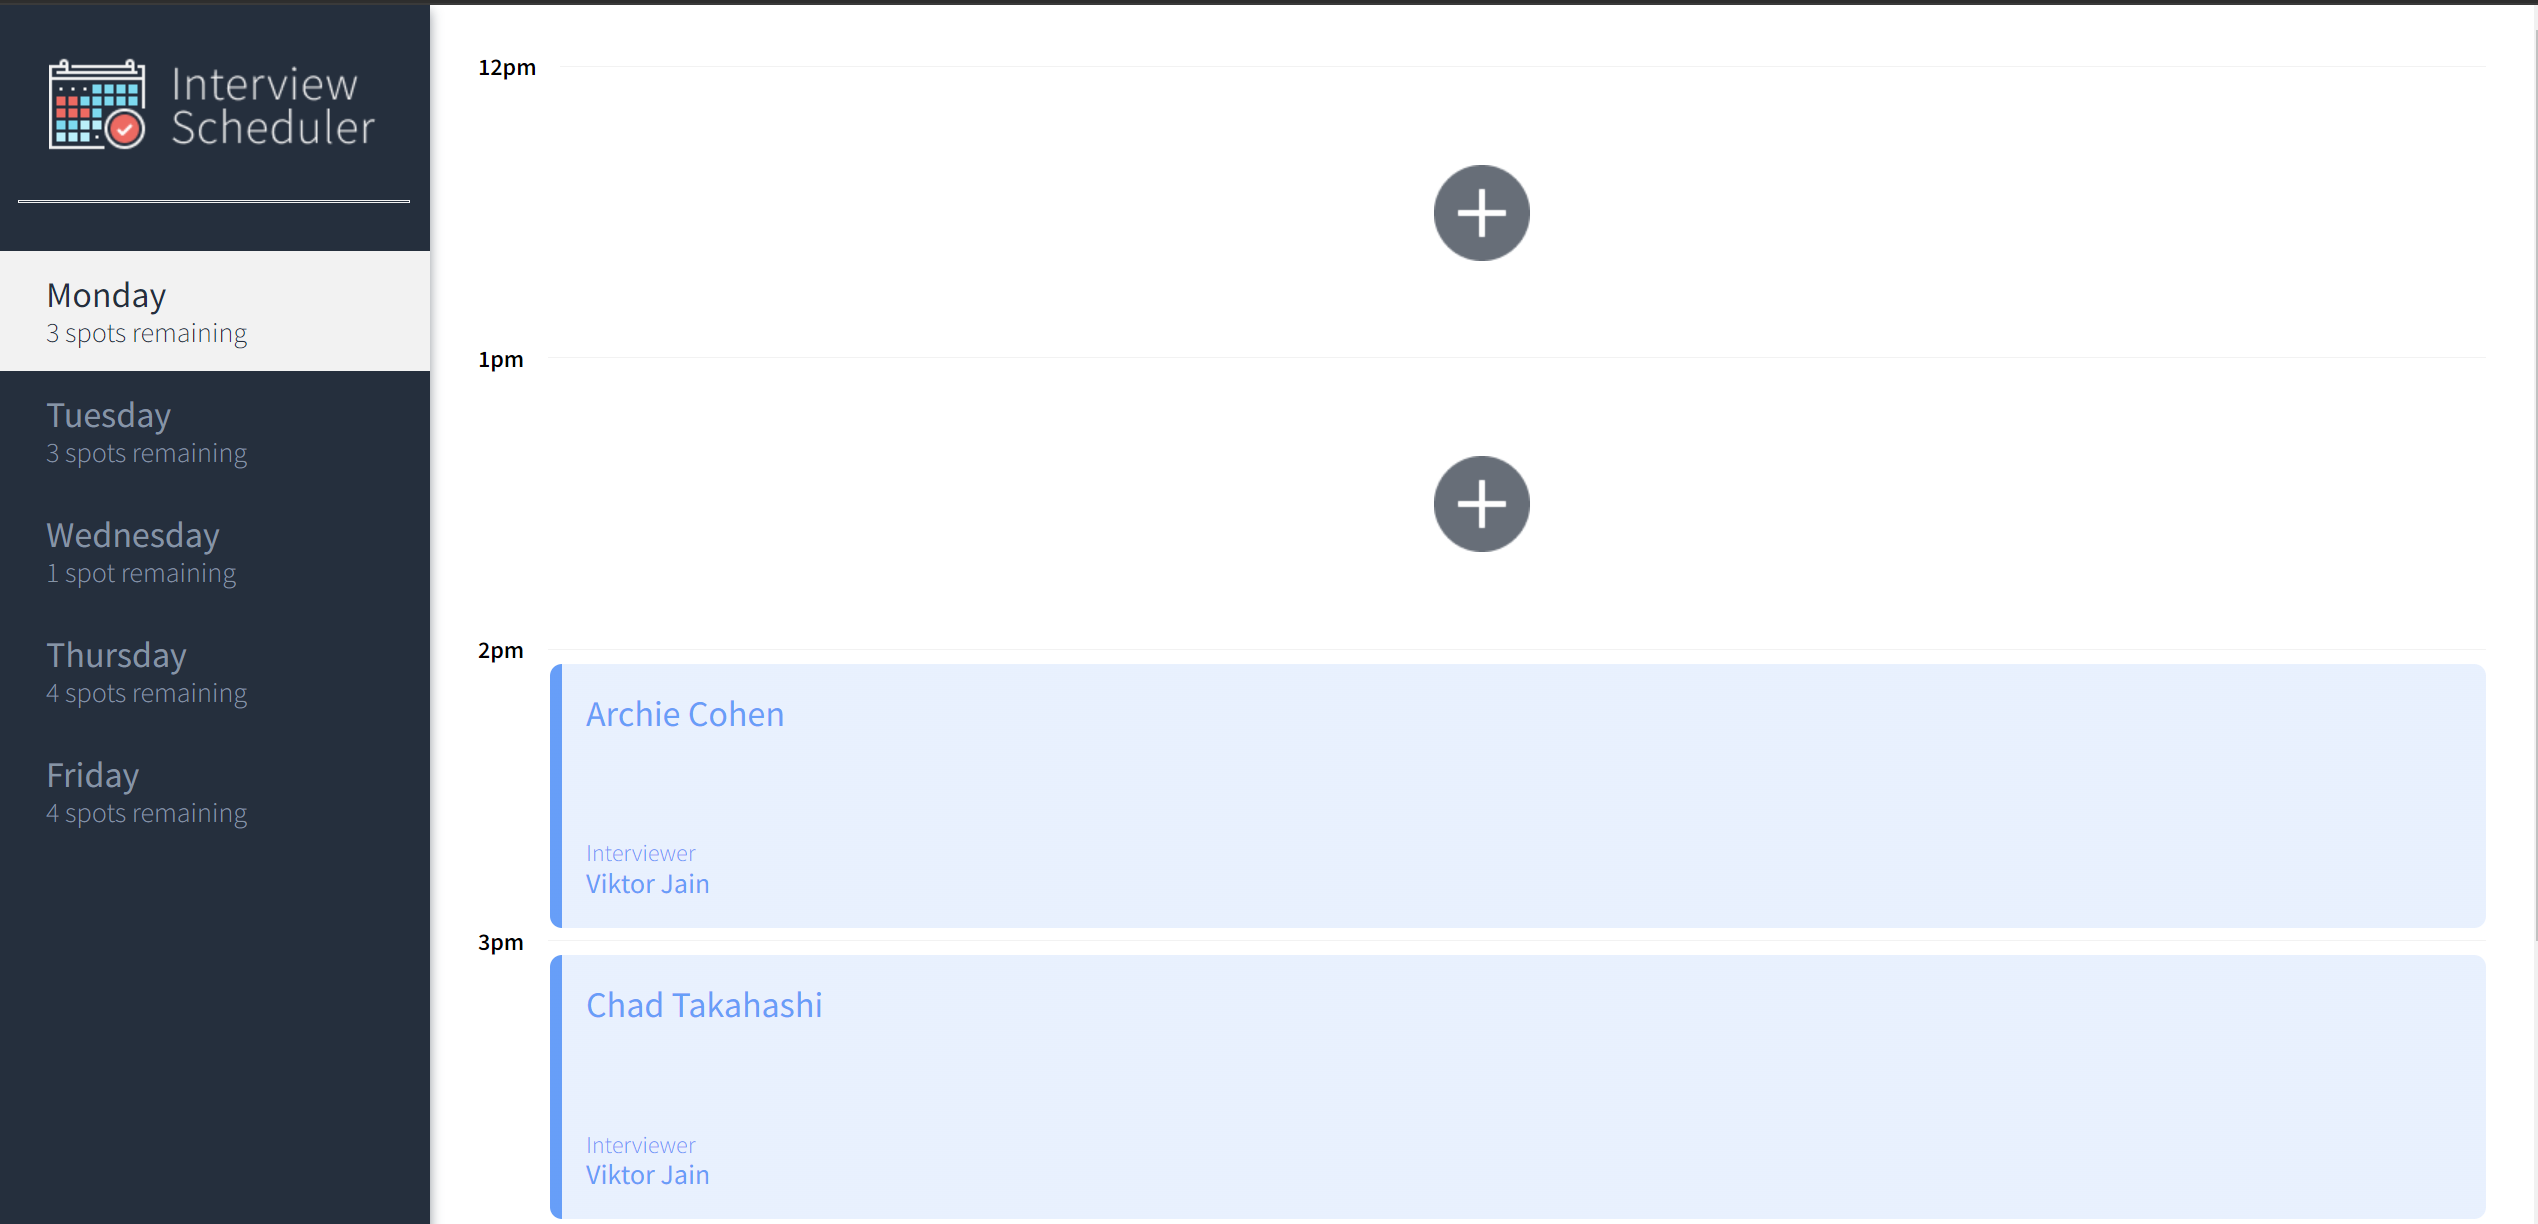 Interview
Scheduler
Monday
3 spots remaining
Tuesday
3 spots remaining
Wednesday
1 spot remaining
Thursday
4 spots remaining
Friday
4 spots remaining
12pm
1pm
2pm
Archie Cohen
Interviewer
Viktor Jain
3pm
Chad Takahashi
Interviewer
Viktor Jain